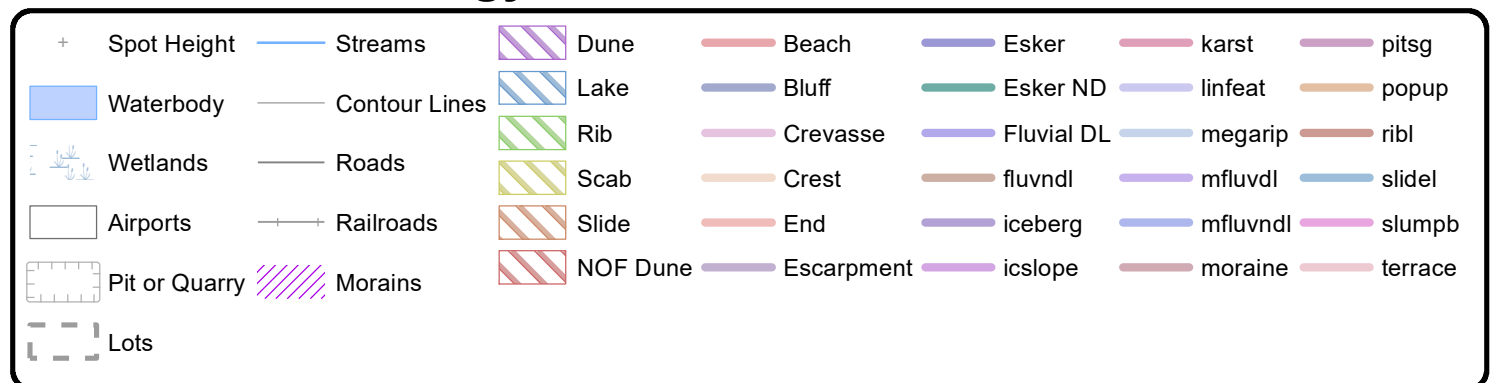 Spot Height
Waterbody
Wetlands
Airports
Pit or Quarry
Lots
Streams
Contour Lines
Roads
Railroads
Morains
Dune
Lake
Rib
Scab
Slide
NOF Dune
Beach
Bluff
Crevasse
Crest
End
Escarpment
Esker
Esker ND
Fluvial DL
fluvndl
iceberg
icslope
karst
linfeat
megarip
mfluvdl
mfluvndl
moraine
pitsg
popup
ribl
slidel
slumpb
terrace